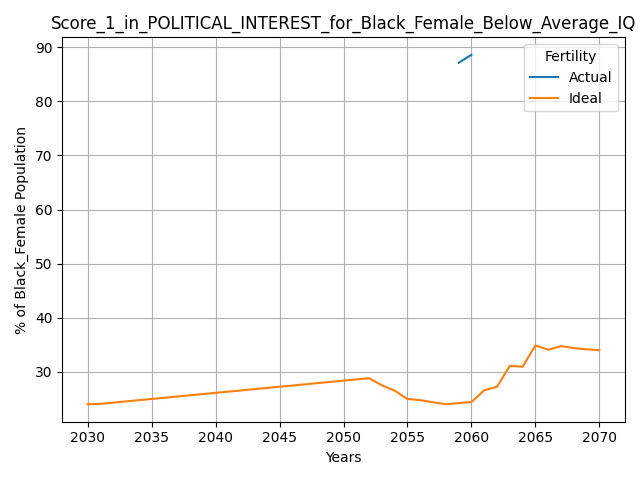 Score_1_in_POLITICAL_INTEREST_for_Black_Female_Below_Average_IQ
Fertility
Actual
Ideal
% of Black_Female Population
90
80
70
60
50
40
30
2030 2035 2040 2045 2050 2055 2060 2065 2070
Years